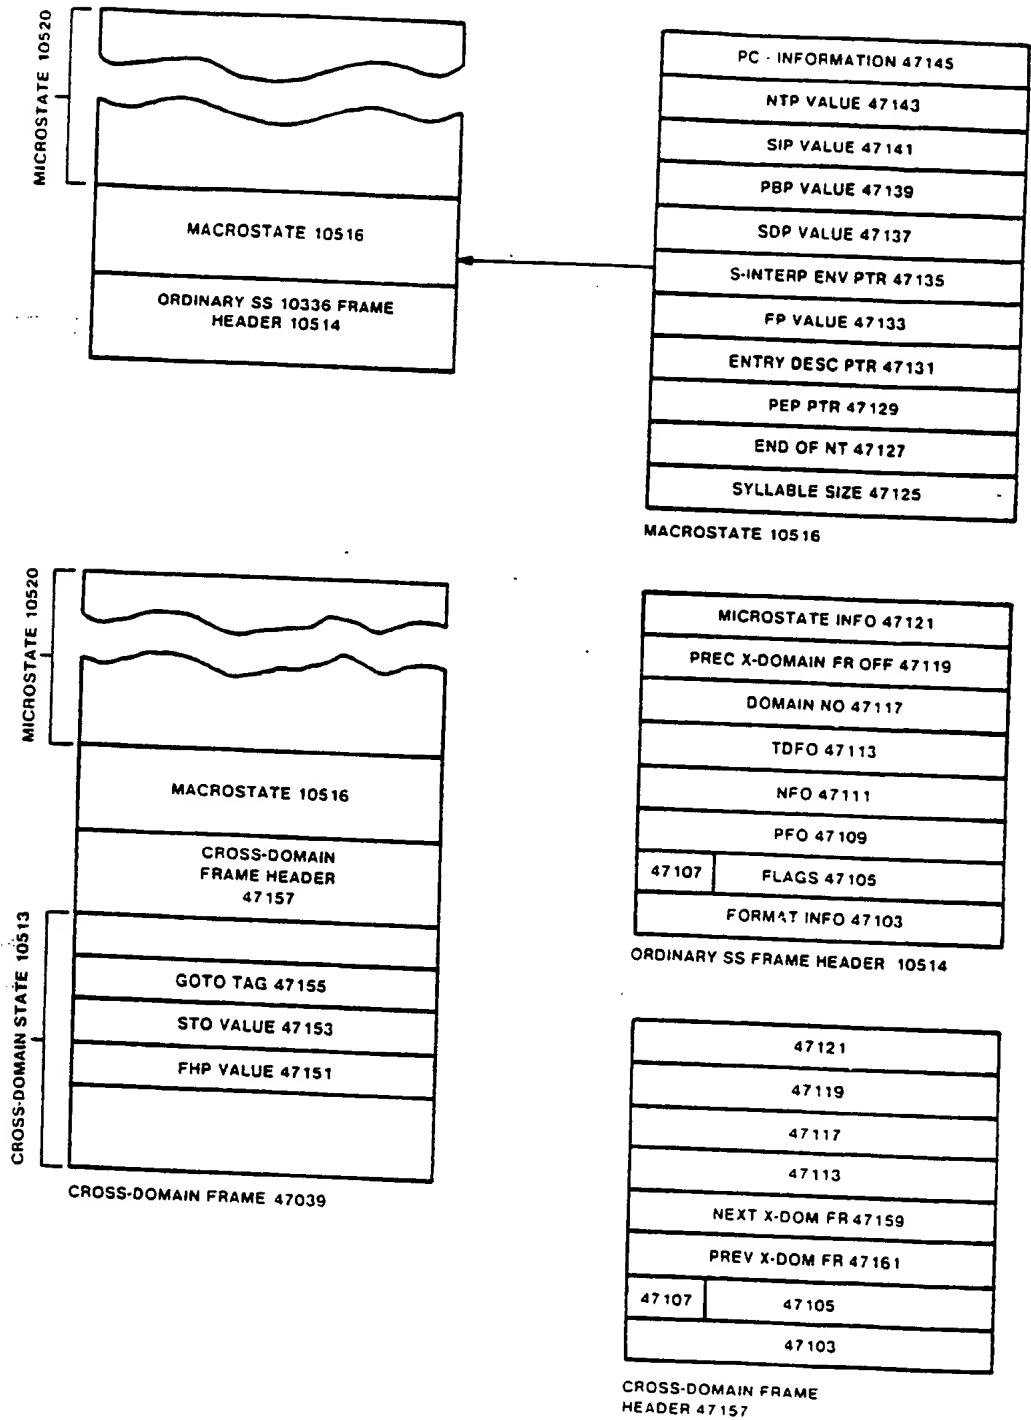 MICROSTATE 10520
MACROSTATE 10516
ORDINARY SS 10336 FRAME
HEADER 10514
PC - INFORMATION 47145
NTP VALUE 47143
SIP VALUE 47141
PBP VALUE 47139
SDP VALUE 47137
S-INTERP ENV PTR 47135
FP VALUE 47133
ENTRY DESC PTR 47131
PEP PTR 47129
END OF NT 47127
SYLLABLE SIZE 47125
MACROSTATE 10516
MICROSTATE 10520
MACROSTATE 10516
CROSS-DOMAIN
FRAME HEADER
47157
CROSS-DOMAIN STATE 10513
GOTO TAG 47155
STO VALUE 47153
FHP VALUE 47151
CROSS-DOMAIN FRAME 47039
MICROSTATE INFO 47121
PREC X-DOMAIN FR OFF 47119
DOMAIN NO 47117
TDFO 47113
NFO 47111
PFO 47109
47107 FLAGS 47105
FORMAT INFO 47103
ORDINARY SS FRAME HEADER 10514
47121
47119
47117
47113
NEXT X-DOM FR 47159
PREV X-DOM FR 47161
47107 47105
47103
CROSS-DOMAIN FRAME
HEADER 47157